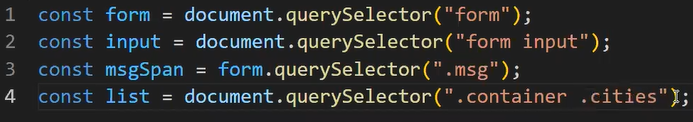 1 const form = document.querySelector("form");
2 const input = document.querySelector("form input");
3 const msgSpan = form.querySelector(".msg");
4 const list = document.querySelector(".container .cities");